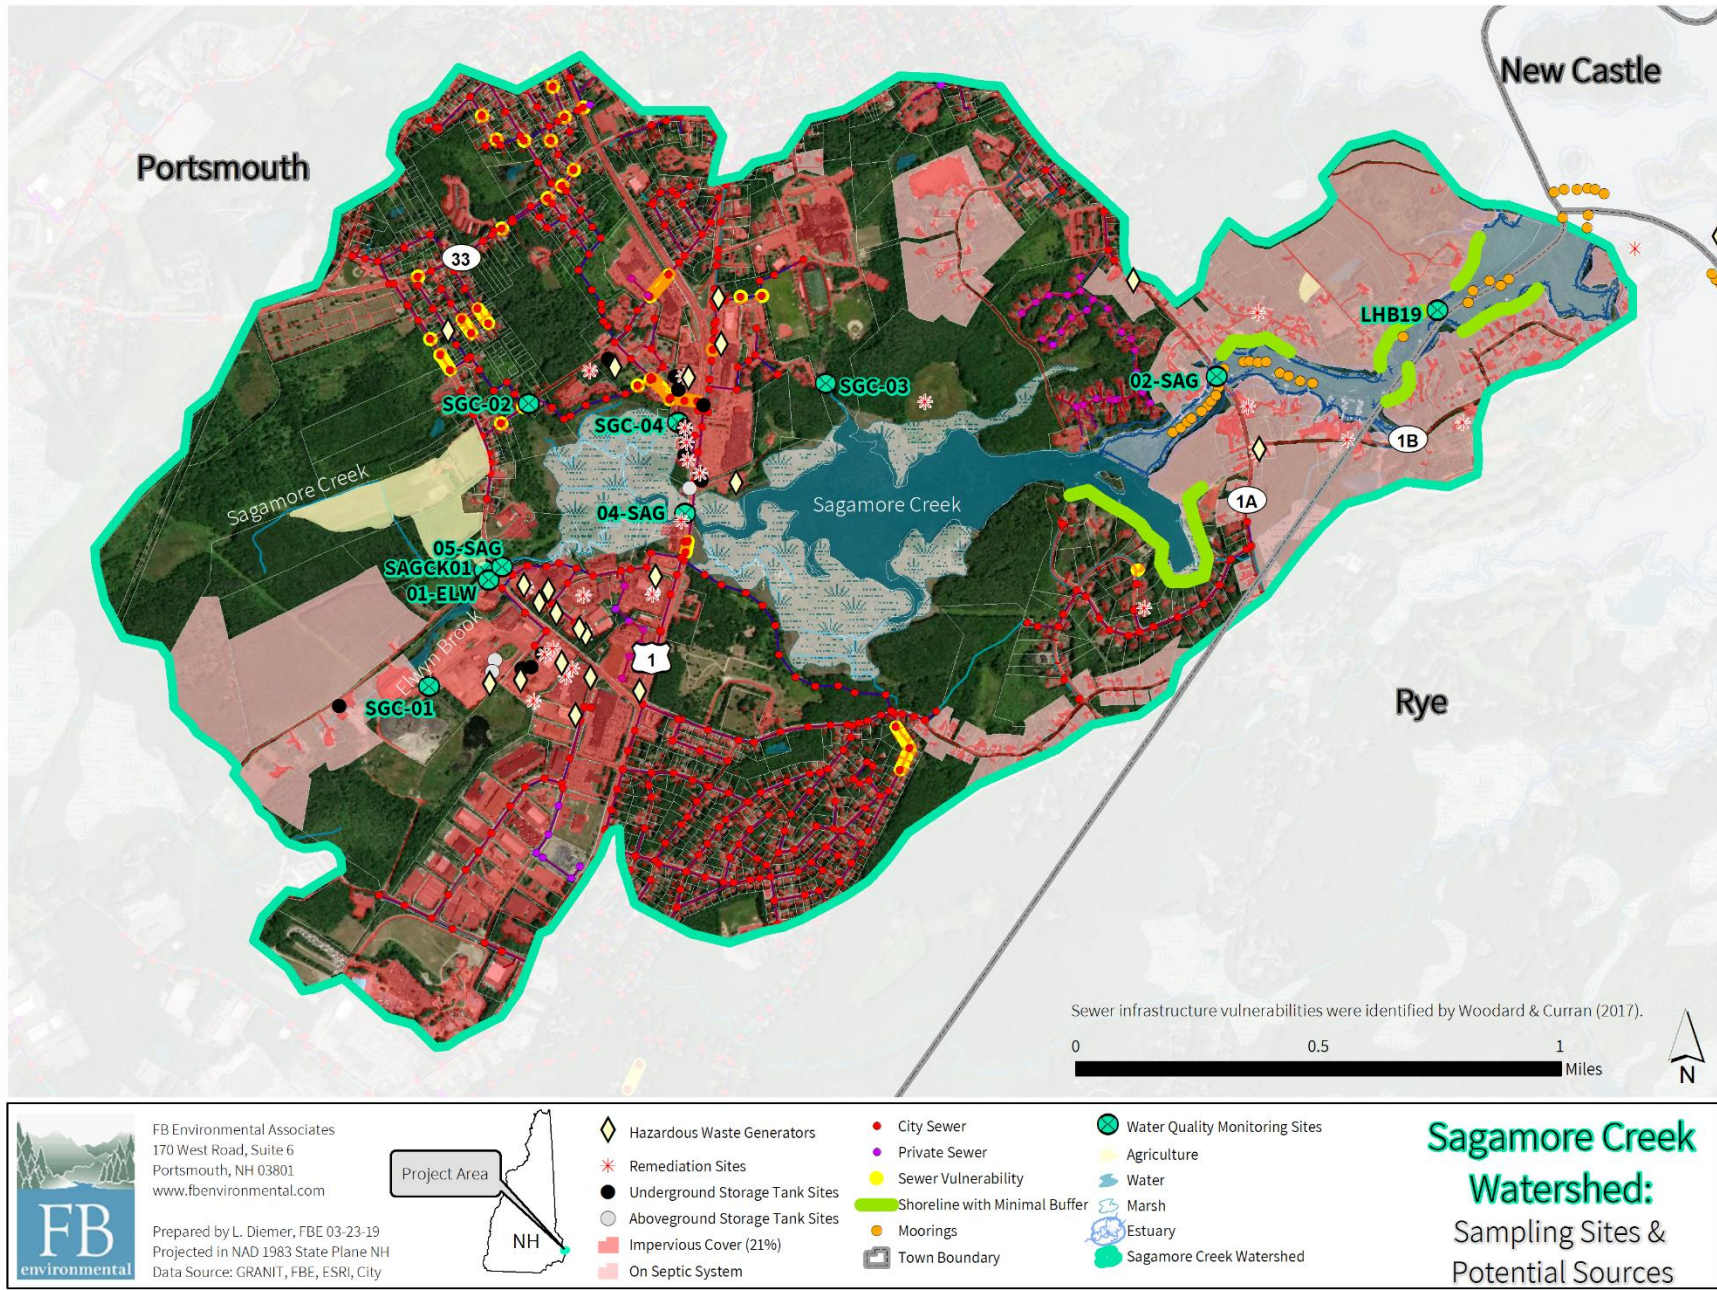 New Castle
Portsmouth
33
LHB19
02-SAG
SGC-03
SGC-02
SGC-04
1B
Sagamore Creek
1A
Sagamore Creek
04-SAG
05-SAG
SAGCK01
01-ELW
Elwyn Brook
1
SGC-01
Rye
Sewer infrastructure vulnerabilities were identified by Woodard & Curran (2017).
0 0.5 1
Miles
N
FB
environmental
FB Environmental Associates
170 West Road, Suite 6
Portsmouth, NH 03801
www.fbenvironmental.com
Prepared by L. Diemer, FBE 03-23-19
Projected in NAD 1983 State Plane NH
Data Source: GRANIT, FBE, ESRI, City
Project Area
NH
Hazardous Waste Generators
Remediation Sites
Underground Storage Tank Sites
Aboveground Storage Tank Sites
Impervious Cover (21%)
On Septic System
City Sewer
Private Sewer
Sewer Vulnerability
Shoreline with Minimal Buffer
Moorings
Town Boundary
Water Quality Monitoring Sites
Agriculture
Water
Marsh
Estuary
Sagamore Creek Watershed
Sagamore Creek
Watershed:
Sampling Sites &
Potential Sources